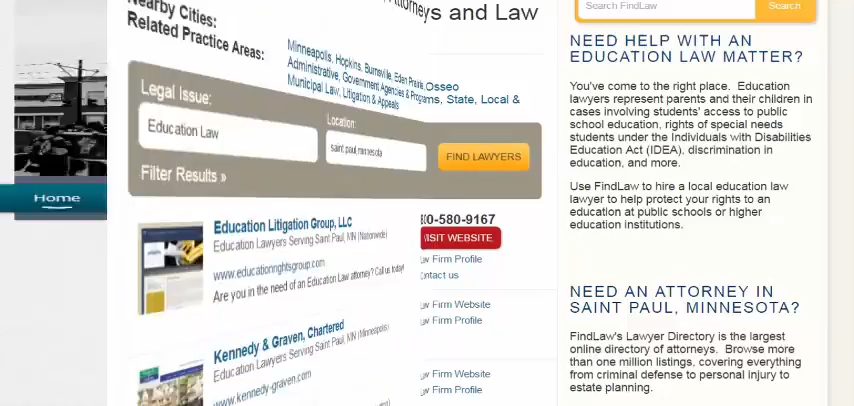 Attorneys and Law
Nearby Cities:
Related Practice Areas:
Minneapolis, Hopkins, Burnsville, Eden Prairie, Osseo
Administrative, Government Agencies & Programs, State, Local &
Municipal Law, Litigation & Appeals
Legal Issue:
Education Law
Location:
saint paul, minnesota
FIND LAWYERS
Filter Results »
Home
Education Litigation Group, LLC
Education Lawyers Serving Saint Paul, MN (Nationwide)
www.educationrightsgroup.com
Are you in the need of an Education Law attorney? Call us today!
0-580-9167
VISIT WEBSITE
Law Firm Profile
Contact us
Law Firm Website
Law Firm Profile
Kennedy & Graven, Chartered
Education Lawyers Serving Saint Paul, MN (Minneapolis)
www.kennedy-graven.com
Law Firm Website
Law Firm Profile
Search FindLaw
Search
NEED HELP WITH AN
EDUCATION LAW MATTER?
You've come to the right place. Education
lawyers represent parents and their children in
cases involving students' access to public
school education, rights of special needs
students under the Individuals with Disabilities
Education Act (IDEA), discrimination in
education, and more.
Use FindLaw to hire a local education law
lawyer to help protect your rights to an
education at public schools or higher
education institutions.
NEED AN ATTORNEY IN
SAINT PAUL, MINNESOTA?
FindLaw's Lawyer Directory is the largest
online directory of attorneys. Browse more
than one million listings, covering everything
from criminal defense to personal injury to
estate planning.